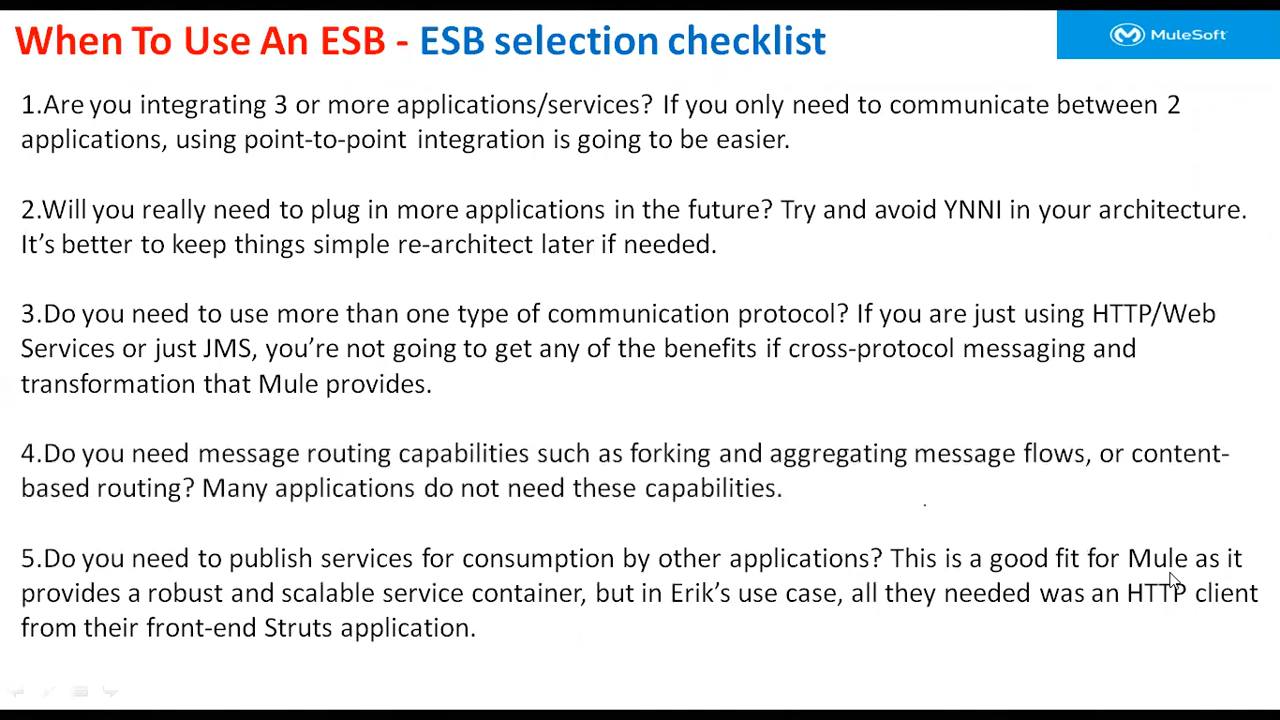 When To Use An ESB - ESB selection checklist
MuleSoft
1.Are you integrating 3 or more applications/services? If you only need to communicate between 2
applications, using point-to-point integration is going to be easier.
2.Will you really need to plug in more applications in the future? Try and avoid YNNI in your architecture.
It’s better to keep things simple re-architect later if needed.
3.Do you need to use more than one type of communication protocol? If you are just using HTTP/Web
Services or just JMS, you’re not going to get any of the benefits if cross-protocol messaging and
transformation that Mule provides.
4.Do you need message routing capabilities such as forking and aggregating message flows, or content-
based routing? Many applications do not need these capabilities.
5.Do you need to publish services for consumption by other applications? This is a good fit for Mule as it
provides a robust and scalable service container, but in Erik’s use case, all they needed was an HTTP client
from their front-end Struts application.